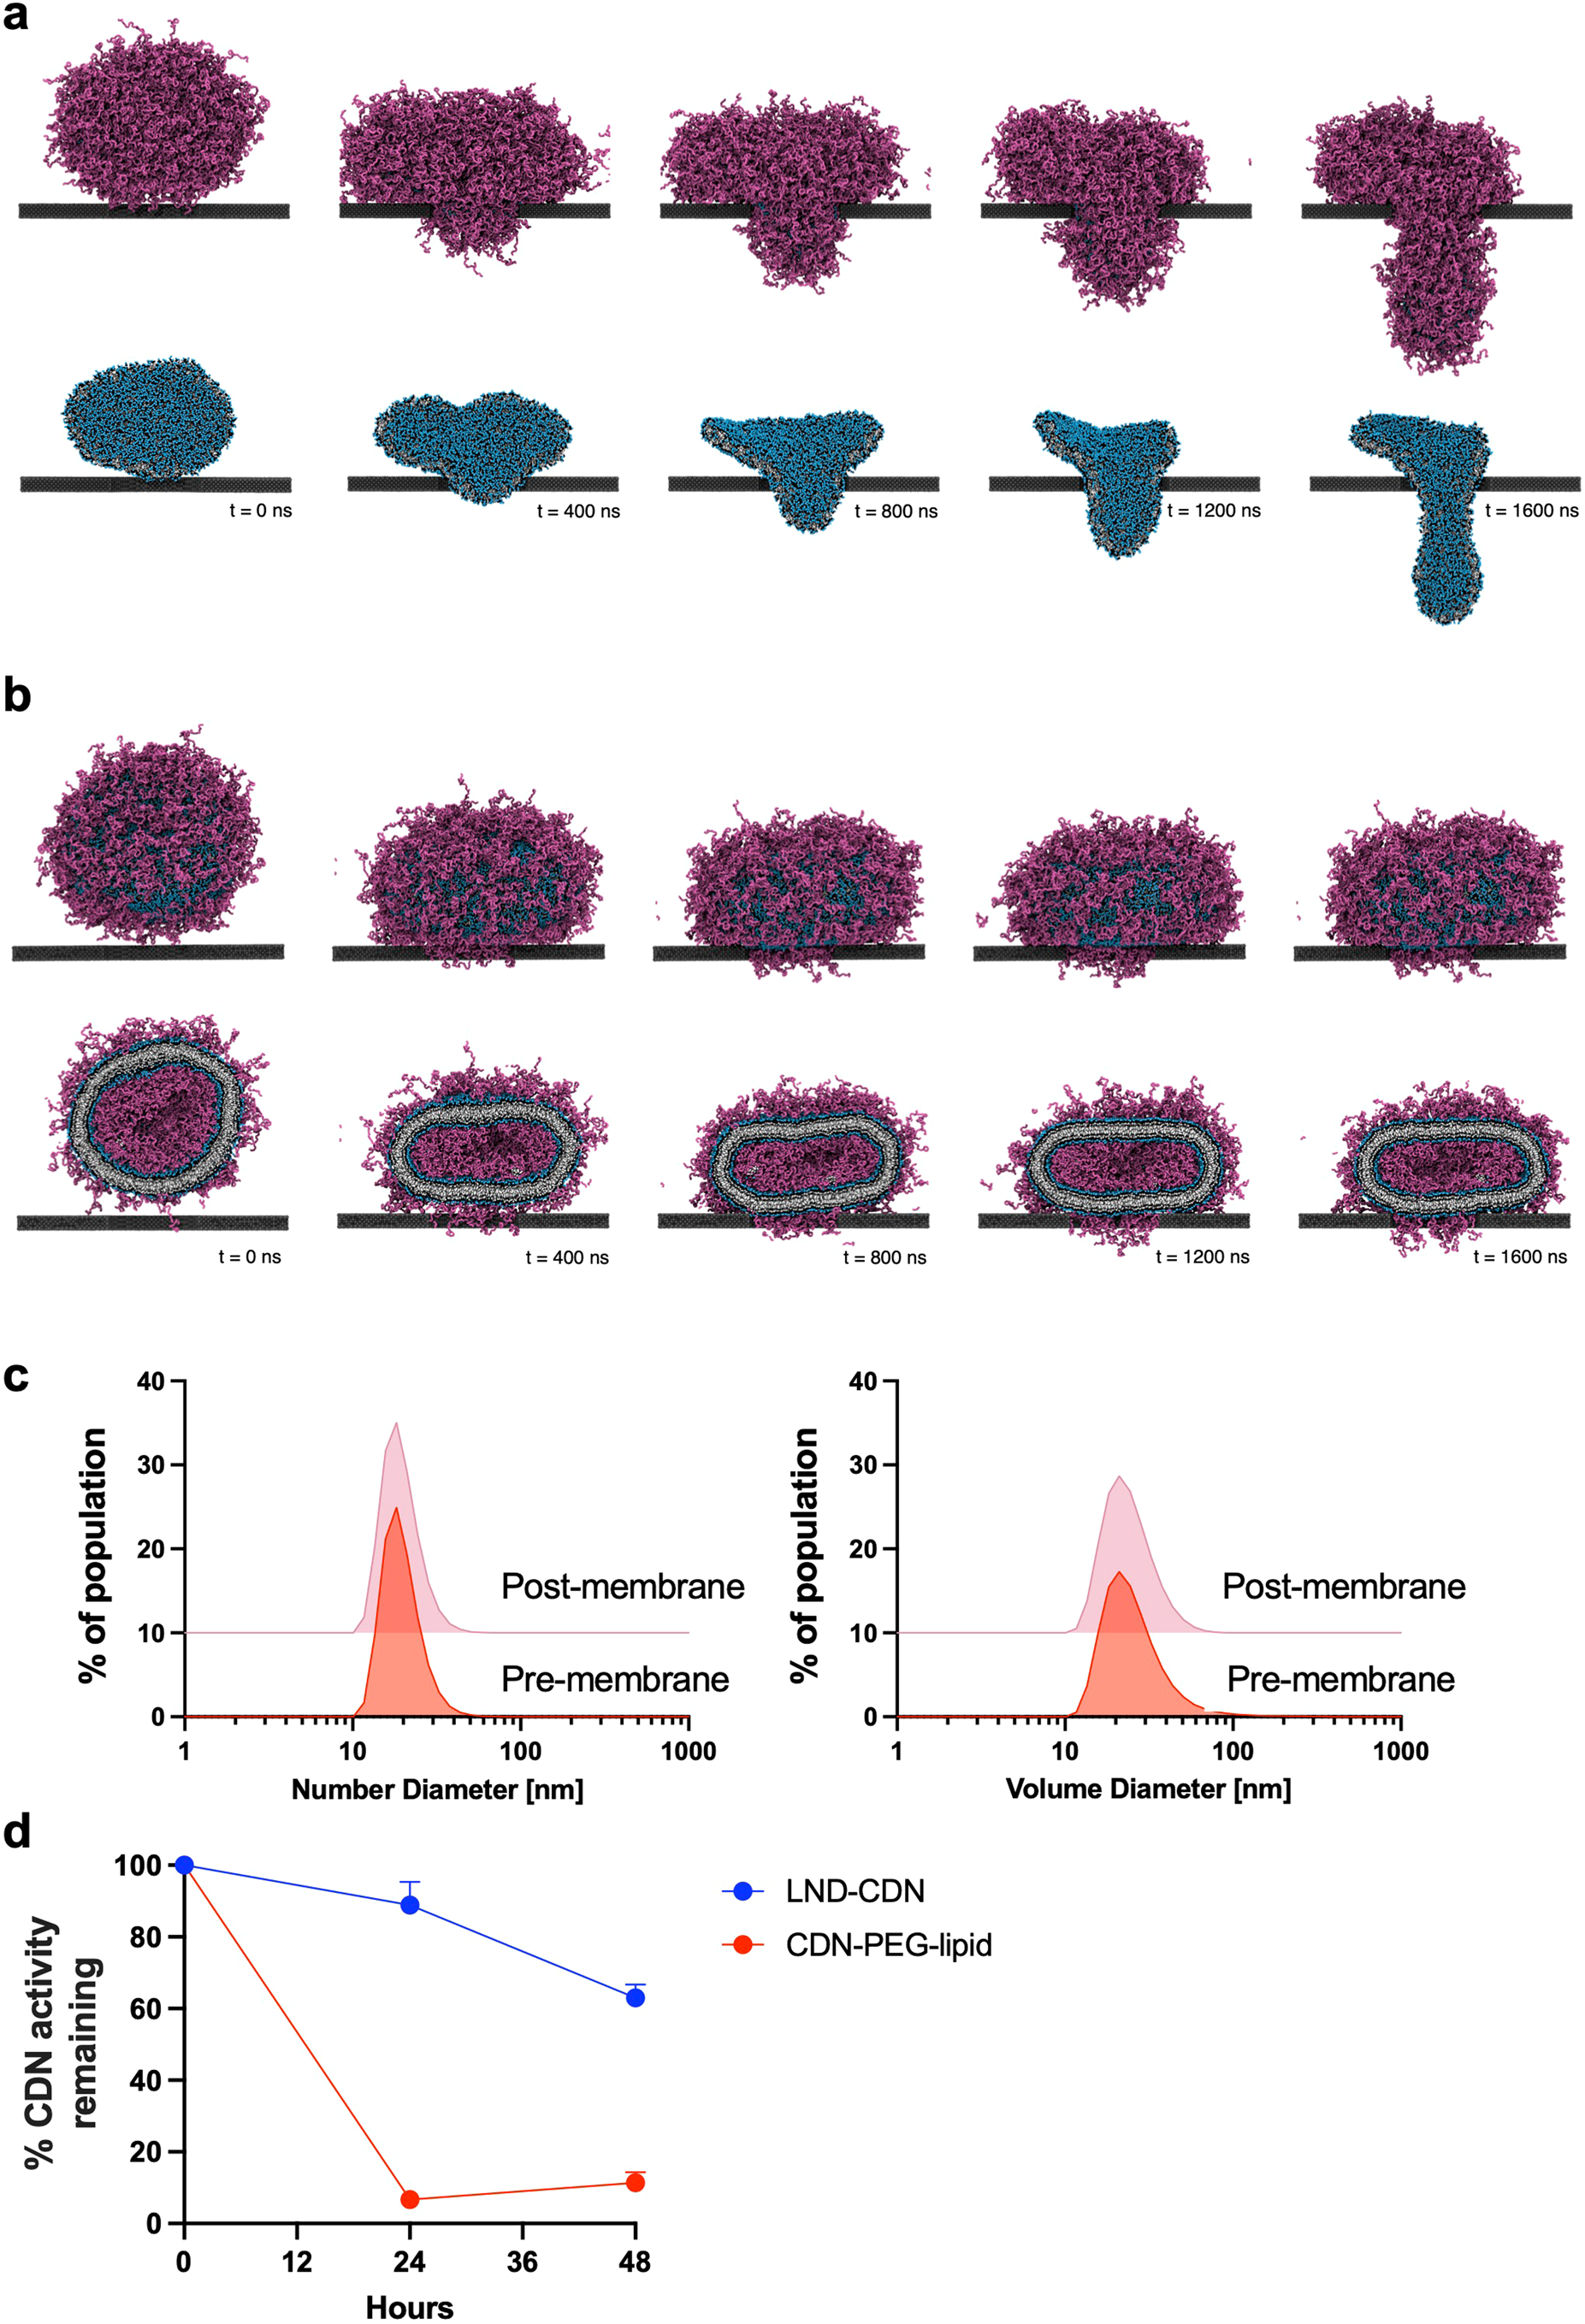 a
t = 0 ns
t = 400 ns
t = 800 ns
t = 1200 ns
t = 1600 ns
b
t = 0 ns
t = 400 ns
t = 800 ns
t = 1200 ns
t = 1600 ns
c
% of population
40
30
20
10
0
Post-membrane
Pre-membrane
1
10
100
1000
Number Diameter [nm]
% of population
40
30
20
10
0
Post-membrane
Pre-membrane
1
10
100
1000
Volume Diameter [nm]
d
% CDN activity
remaining
100
80
60
40
20
0
0
12
24
36
48
Hours
LND-CDN
CDN-PEG-lipid